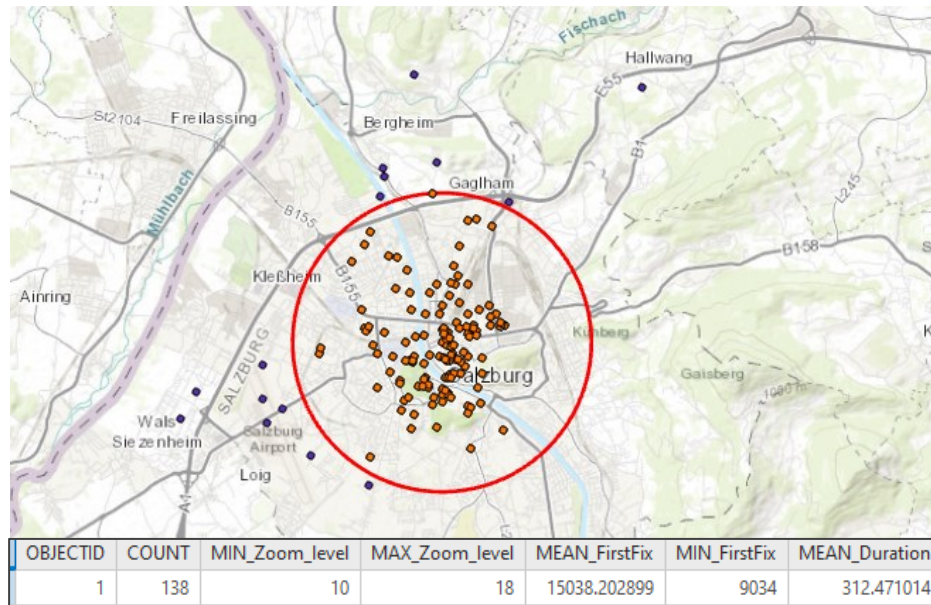 Fischach
Hallwang
E55
St2104
Freilassing
Bergheim
B1
Mühlbach
Gaglham
L245
B155
B158
Kleßheim
B155
Ainring
Künberg
SALZBURG
Salzburg
Gaisberg
Wals
Siezenheim
Salzburg
Airport
Loig
A1
OBJECTID COUNT MIN_Zoom_level MAX_Zoom_level MEAN_FirstFix MIN_FirstFix MEAN_Duration
1 138 10 18 15038.202899 9034 312.471014